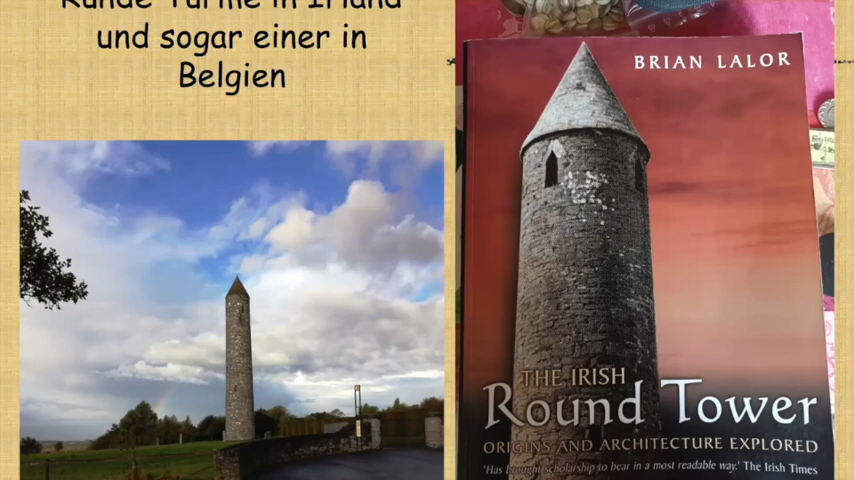 Runde Türme in Irland
und sogar einer in
Belgien
BRIAN LALOR
THE IRISH
Round Tower
ORIGINS AND ARCHITECTURE EXPLORED
'Has brought scholarship to bear in a most readable way.' The Irish Times